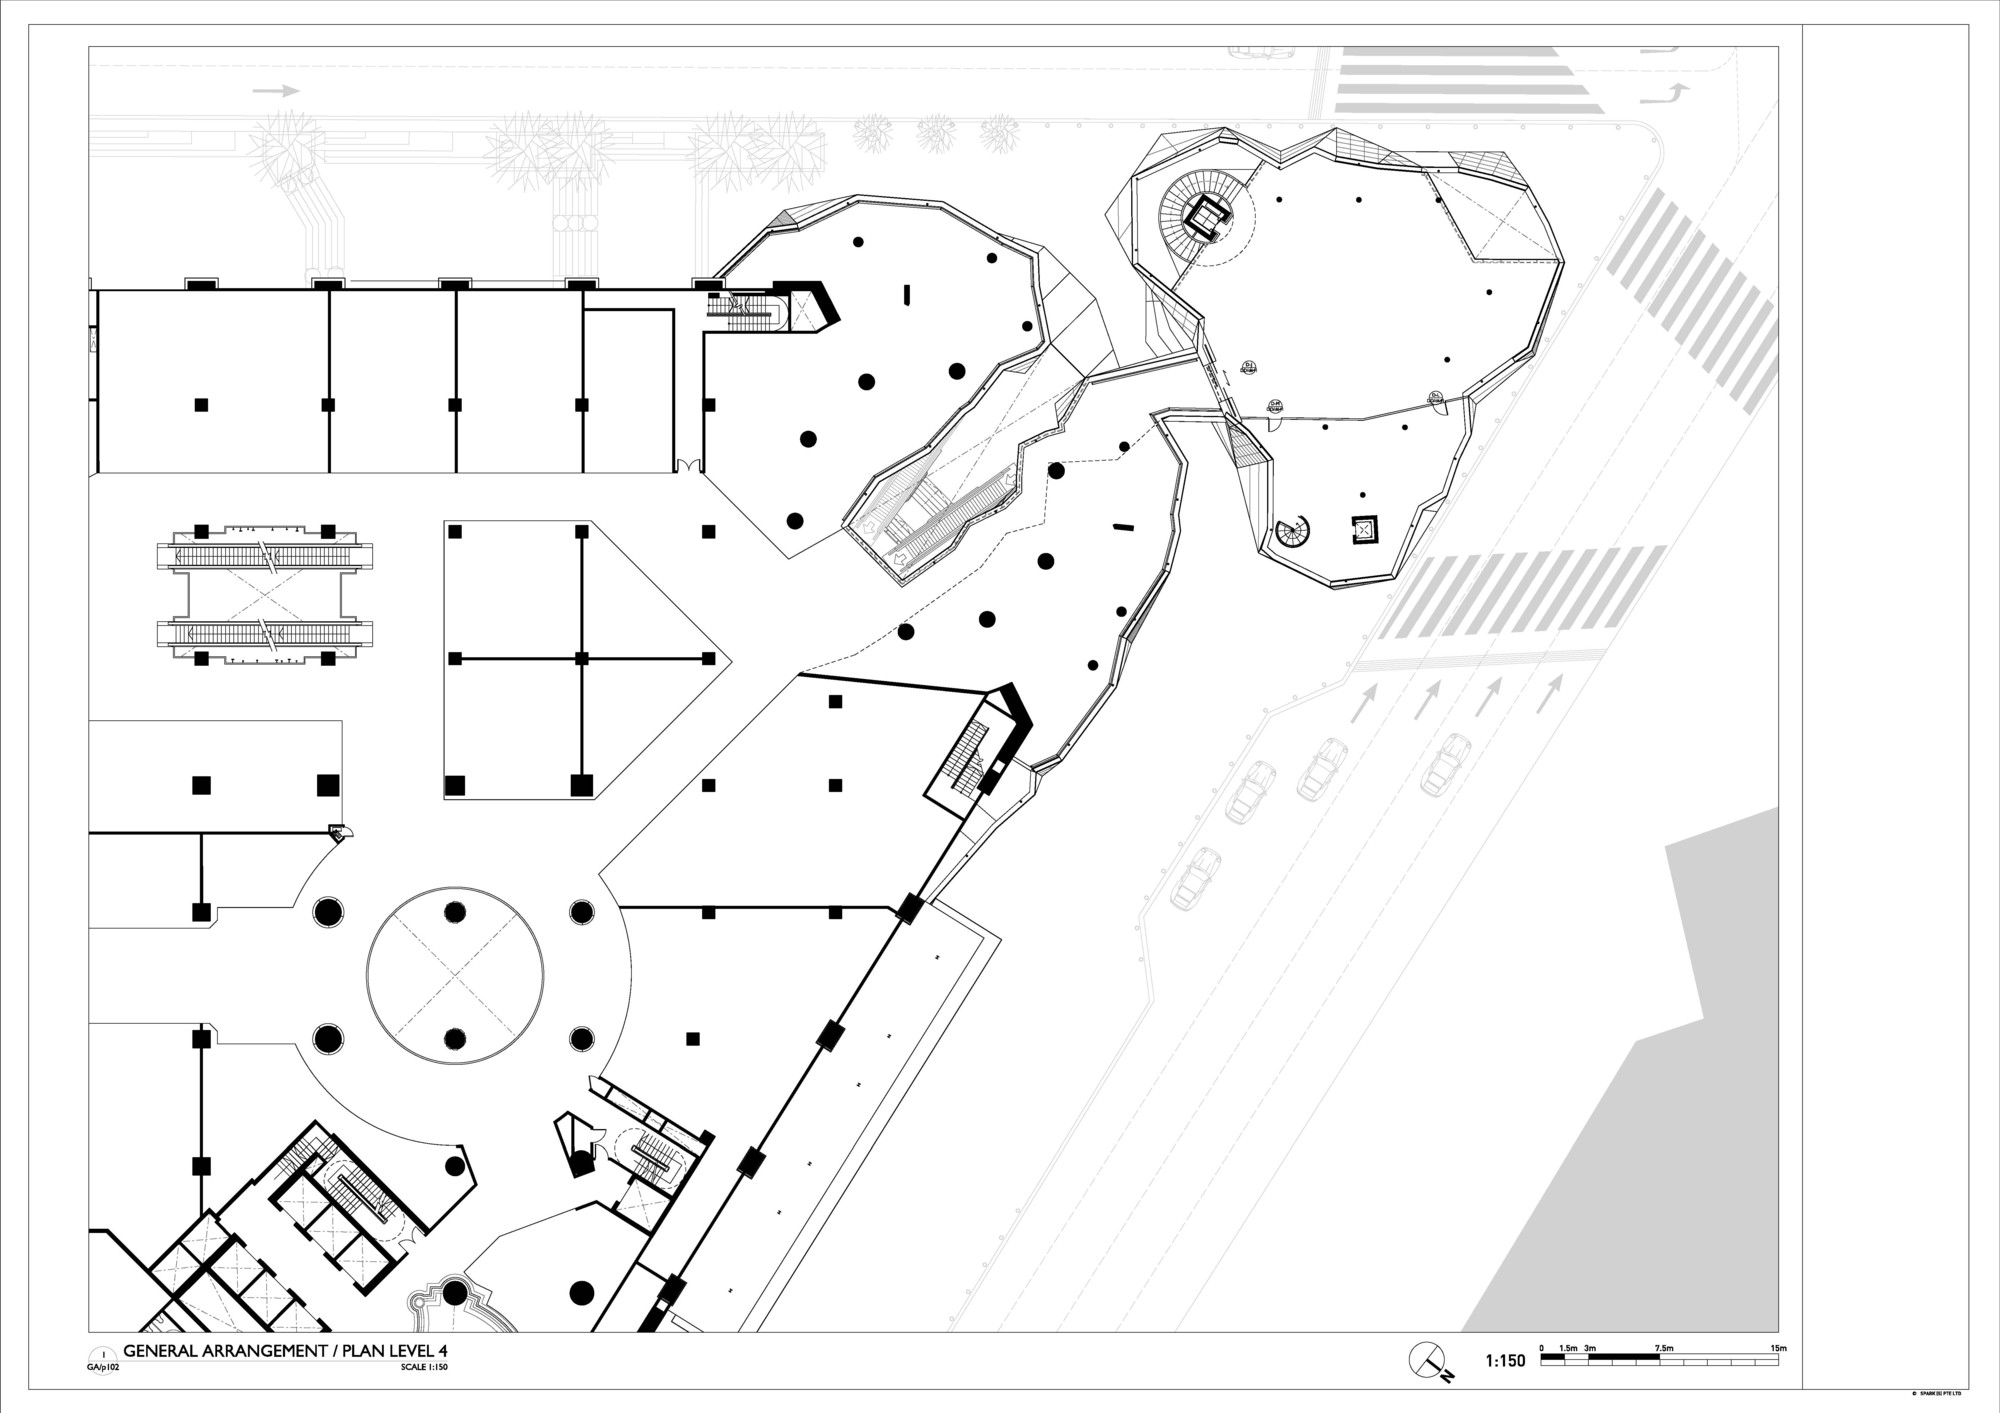 1
GENERAL ARRANGEMENT / PLAN LEVEL 4
GA/p102
SCALE 1:150
N
1:150
0 1.5m 3m 7.5m 15m
© SPARK (S) PTE LTD